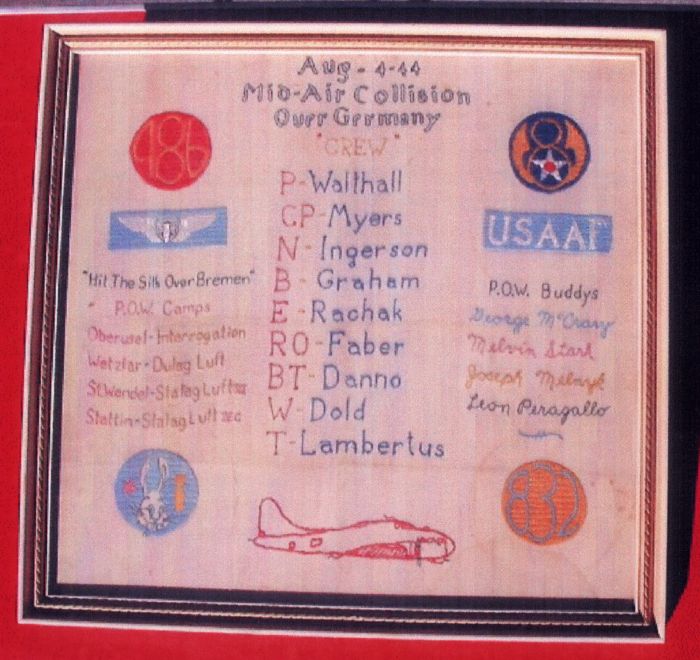 Aug - 4-44
Mid-Air Collision
Over Germany
"CREW"
P-Walthall
CP-Myers
N-Ingerson
B-Graham
E-Rachak
RO-Faber
BT-Danno
W-Dold
T-Lambertus
486
"Hit The Silk Over Bremen"
P.O.W. Camps
Oberusel-Interrogation
Wetzlar-Dulag Luft
St.Wendel-Stalag Luft
Stattin-Stalag Luft
8
USAAF
P.O.W. Buddys
George McCrary
Melvin Stark
Joseph Melnyk
Leon Peragallo
832